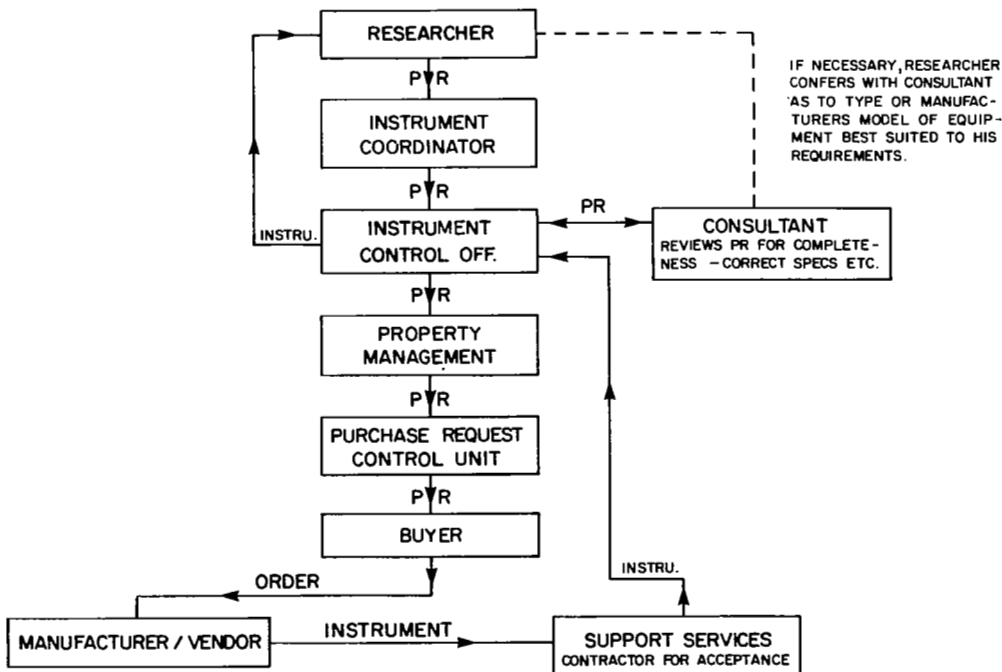 RESEARCHER
IF NECESSARY, RESEARCHER
CONFERS WITH CONSULTANT
AS TO TYPE OR MANUFAC-
TURERS MODEL OF EQUIP-
MENT BEST SUITED TO HIS
REQUIREMENTS.
PR
INSTRUMENT
COORDINATOR
PR
INSTRU.
INSTRUMENT
CONTROL OFF.
PR
CONSULTANT
REVIEWS PR FOR COMPLETE-
NESS - CORRECT SPECS ETC.
PR
PROPERTY
MANAGEMENT
PR
PURCHASE REQUEST
CONTROL UNIT
PR
BUYER
INSTRU.
ORDER
MANUFACTURER / VENDOR
INSTRUMENT
SUPPORT SERVICES
CONTRACTOR FOR ACCEPTANCE